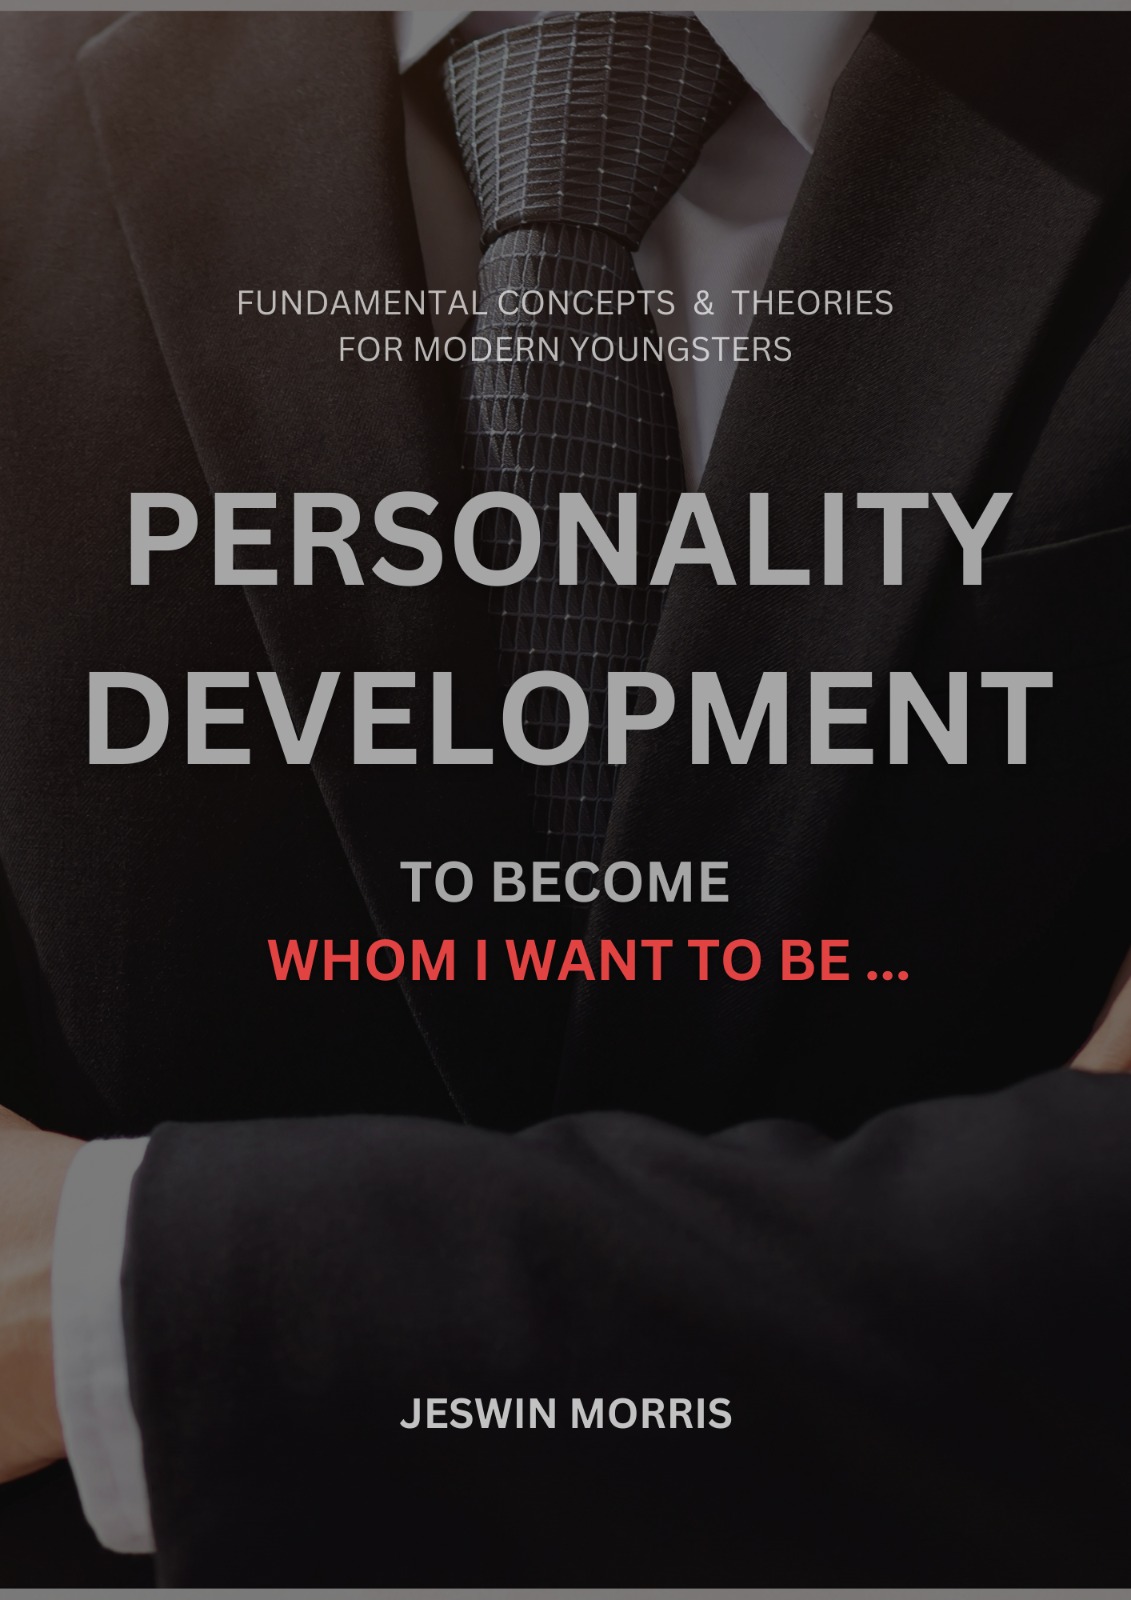 FUNDAMENTAL CONCEPTS & THEORIES
FOR MODERN YOUNGSTERS
PERSONALITY
DEVELOPMENT
TO BECOME
WHOM I WANT TO BE ...
JESWIN MORRIS